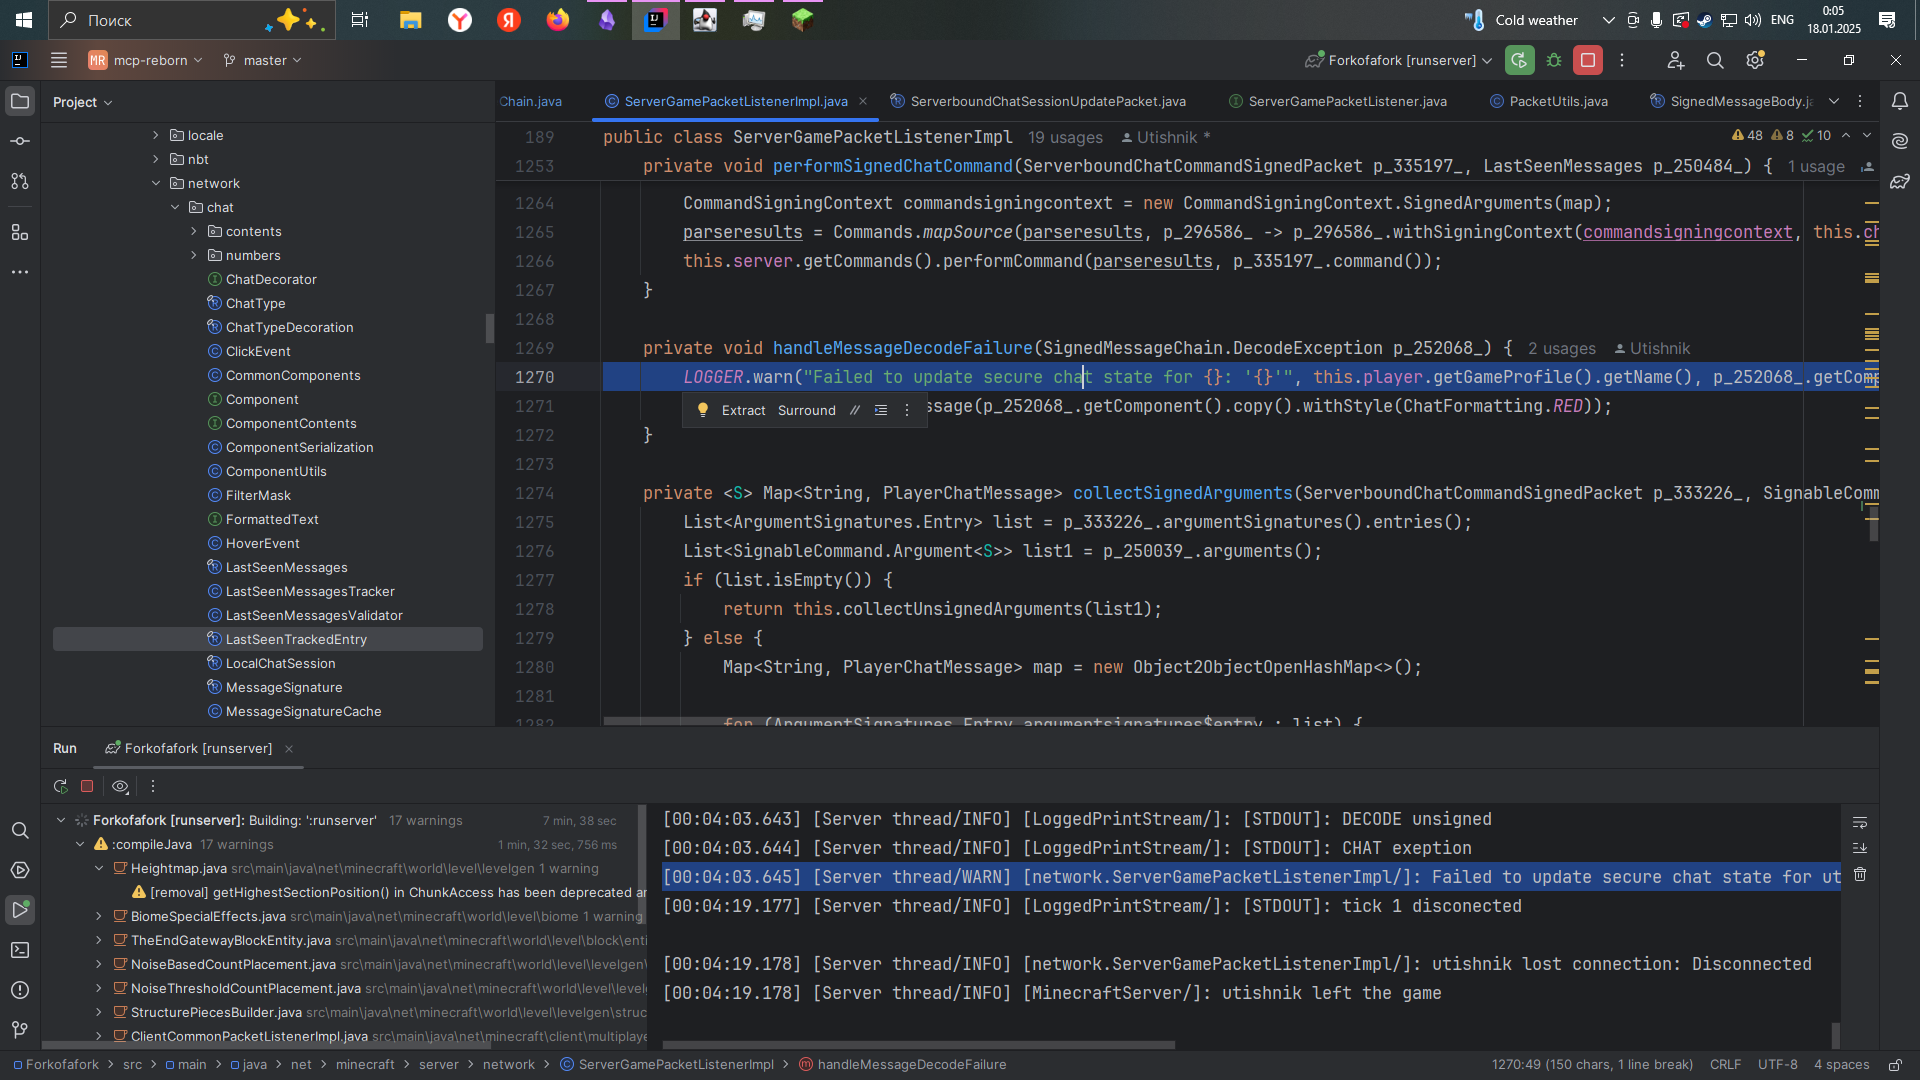 Поиск
Cold weather
ENG
0:05
18.01.2025
MR mcp-reborn
master
Forkofafork [runserver]
Project
Chain.java
ServerGamePacketListenerImpl.java
ServerboundChatSessionUpdatePacket.java
ServerGamePacketListener.java
PacketUtils.java
SignedMessageBody.ja
locale
nbt
network
chat
contents
numbers
ChatDecorator
ChatType
ChatTypeDecoration
ClickEvent
CommonComponents
Component
ComponentContents
ComponentSerialization
ComponentUtils
FilterMask
FormattedText
HoverEvent
LastSeenMessages
LastSeenMessagesTracker
LastSeenMessagesValidator
LastSeenTrackedEntry
LocalChatSession
MessageSignature
MessageSignatureCache
48 8 10
189 public class ServerGamePacketListenerImpl 19 usages Utishnik *
1253 private void performSignedChatCommand(ServerboundChatCommandSignedPacket p_335197_, LastSeenMessages p_250484_) { 1 usage
1264 CommandSigningContext commandsigningcontext = new CommandSigningContext.SignedArguments(map);
1265 parseresults = Commands.mapSource(parseresults, p_296586_ -> p_296586_.withSigningContext(commandsigningcontext, this.ch
1266 this.server.getCommands().performCommand(parseresults, p_335197_.command());
1267 }
1268
1269 private void handleMessageDecodeFailure(SignedMessageChain.DecodeException p_252068_) { 2 usages Utishnik
1270 LOGGER.warn("Failed to update secure chat state for {}: '{}'", this.player.getGameProfile().getName(), p_252068_.getComp
1271 ssage(p_252068_.getComponent().copy().withStyle(ChatFormatting.RED));
Extract Surround //
1272 }
1273
1274 private <S> Map<String, PlayerChatMessage> collectSignedArguments(ServerboundChatCommandSignedPacket p_333226_, SignableComm
1275 List<ArgumentSignatures.Entry> list = p_333226_.argumentSignatures().entries();
1276 List<SignableCommand.Argument<S>> list1 = p_250039_.arguments();
1277 if (list.isEmpty()) {
1278 return this.collectUnsignedArguments(list1);
1279 } else {
1280 Map<String, PlayerChatMessage> map = new Object2ObjectOpenHashMap<>();
1281
1282 for (ArgumentSignatures.Entry argumentsignatures$entry : list) {
Run
Forkofafork [runserver]
Forkofafork [runserver]: Building: ':runserver' 17 warnings 7 min, 38 sec
:compileJava 17 warnings 1 min, 32 sec, 756 ms
Heightmap.java src\main\java\net\minecraft\world\level\levelgen 1 warning
[removal] getHighestSectionPosition() in ChunkAccess has been deprecated an
BiomeSpecialEffects.java src\main\java\net\minecraft\world\level\biome 1 warning
TheEndGatewayBlockEntity.java src\main\java\net\minecraft\world\level\block\enti
NoiseBasedCountPlacement.java src\main\java\net\minecraft\world\level\levelgen\
NoiseThresholdCountPlacement.java src\main\java\net\minecraft\world\level\level
StructurePiecesBuilder.java src\main\java\net\minecraft\world\level\levelgen\struc
ClientCommonPacketListenerImpl.java src\main\java\net\minecraft\client\multiplaye
[00:04:03.643] [Server thread/INFO] [LoggedPrintStream/]: [STDOUT]: DECODE unsigned
[00:04:03.644] [Server thread/INFO] [LoggedPrintStream/]: [STDOUT]: CHAT exeption
[00:04:03.645] [Server thread/WARN] [network.ServerGamePacketListenerImpl/]: Failed to update secure chat state for ut
[00:04:19.177] [Server thread/INFO] [LoggedPrintStream/]: [STDOUT]: tick 1 disconected
[00:04:19.178] [Server thread/INFO] [network.ServerGamePacketListenerImpl/]: utishnik lost connection: Disconnected
[00:04:19.178] [Server thread/INFO] [MinecraftServer/]: utishnik left the game
Forkofafork > src > main > java > net > minecraft > server > network > ServerGamePacketListenerImpl > handleMessageDecodeFailure
1270:49 (150 chars, 1 line break) CRLF UTF-8 4 spaces